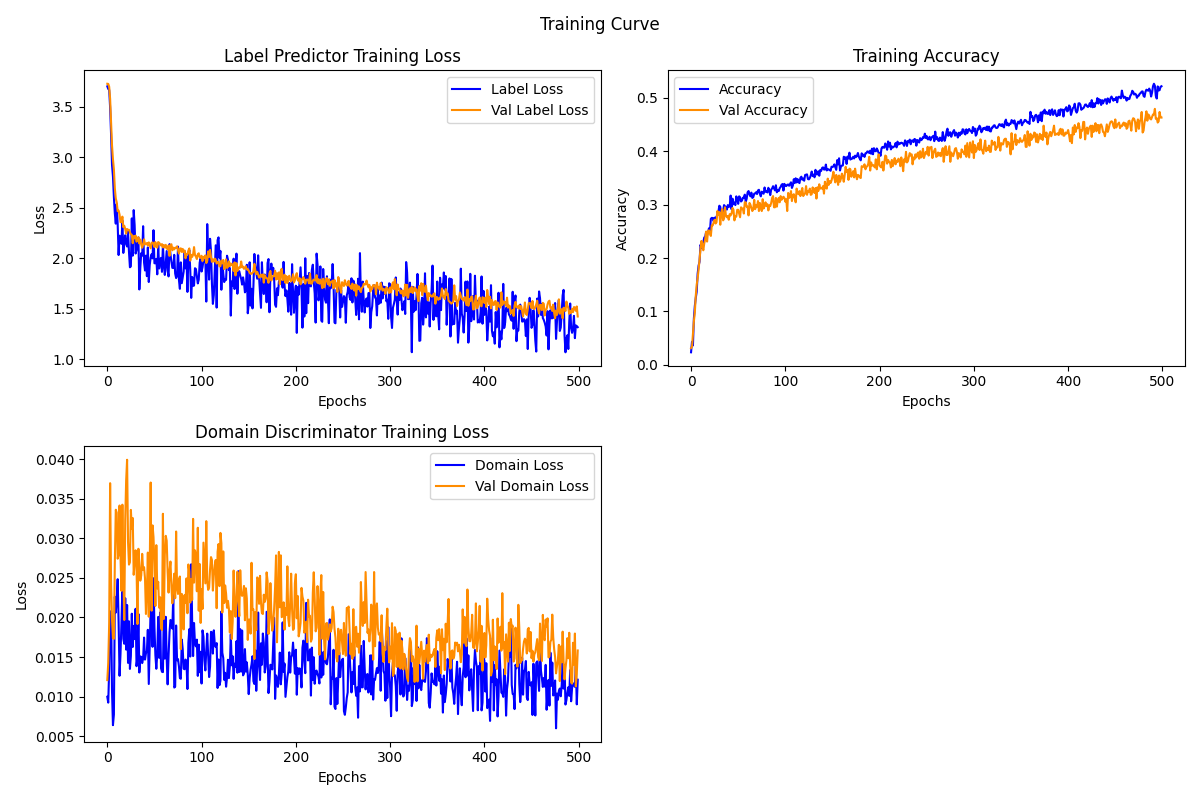 Training Curve
Label Predictor Training Loss
Loss
3.5
3.0
2.5
2.0
1.5
1.0
Label Loss
Val Label Loss
0 100 200 300 400 500
Epochs
Training Accuracy
Accuracy
0.5
0.4
0.3
0.2
0.1
0.0
Accuracy
Val Accuracy
0 100 200 300 400 500
Epochs
Domain Discriminator Training Loss
Loss
0.040
0.035
0.030
0.025
0.020
0.015
0.010
0.005
Domain Loss
Val Domain Loss
0 100 200 300 400 500
Epochs